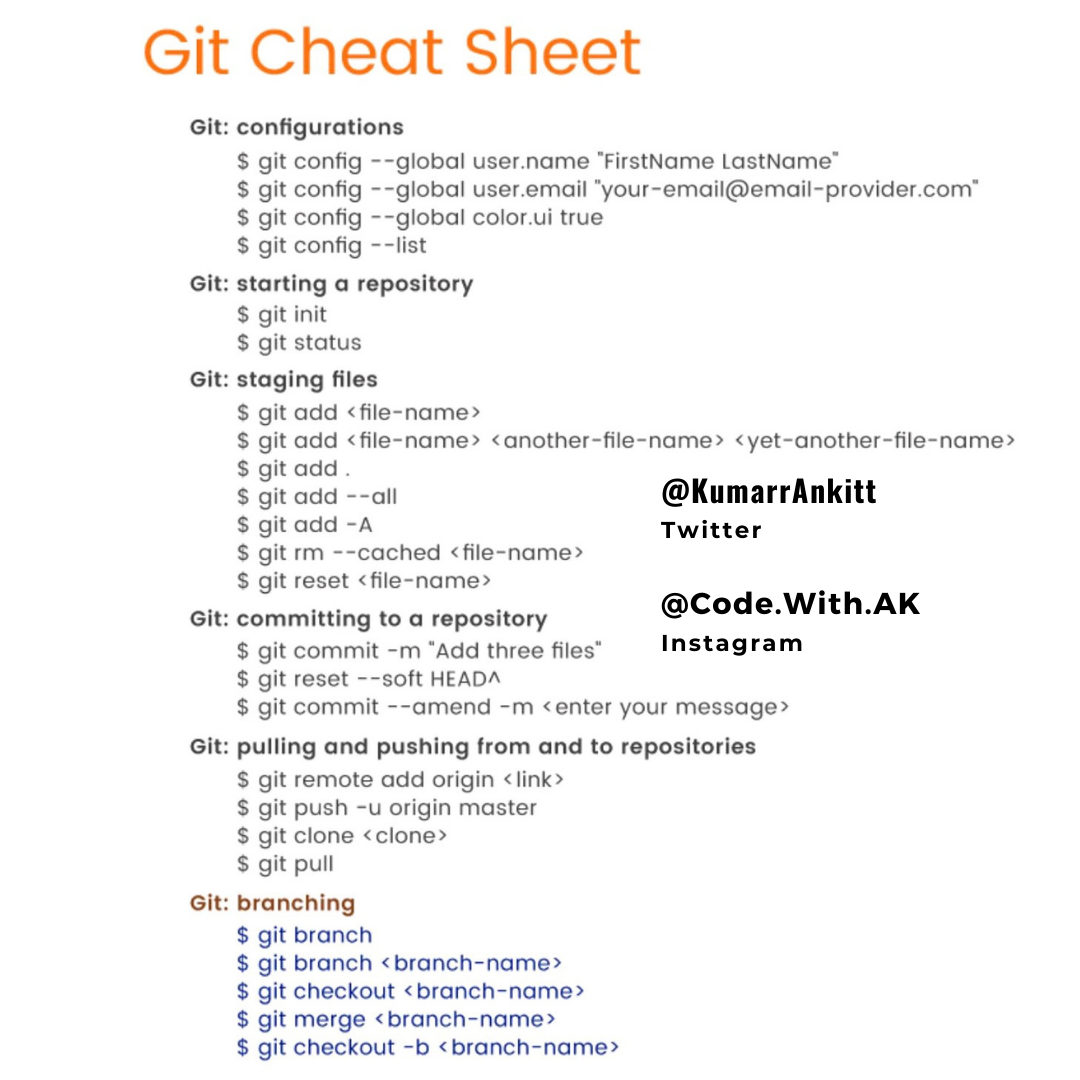 Git Cheat Sheet
Git: configurations
$ git config --global user.name "FirstName LastName"
$ git config --global user.email "your-email@email-provider.com"
$ git config --global color.ui true
$ git config --list
Git: starting a repository
$ git init
$ git status
Git: staging files
$ git add <file-name>
$ git add <file-name> <another-file-name> <yet-another-file-name>
$ git add .
$ git add --all
$ git add -A
$ git rm --cached <file-name>
$ git reset <file-name>
@KumarrAnkitt
Twitter
@Code.With.AK
Instagram
Git: committing to a repository
$ git commit -m "Add three files"
$ git reset --soft HEAD^
$ git commit --amend -m <enter your message>
Git: pulling and pushing from and to repositories
$ git remote add origin <link>
$ git push -u origin master
$ git clone <clone>
$ git pull
Git: branching
$ git branch
$ git branch <branch-name>
$ git checkout <branch-name>
$ git merge <branch-name>
$ git checkout -b <branch-name>